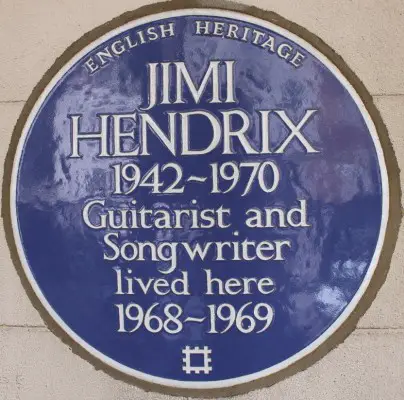 ENGLISH HERITAGE
JIMI
HENDRIX
1942~1970
Guitarist and
Songwriter
lived here
1968~1969